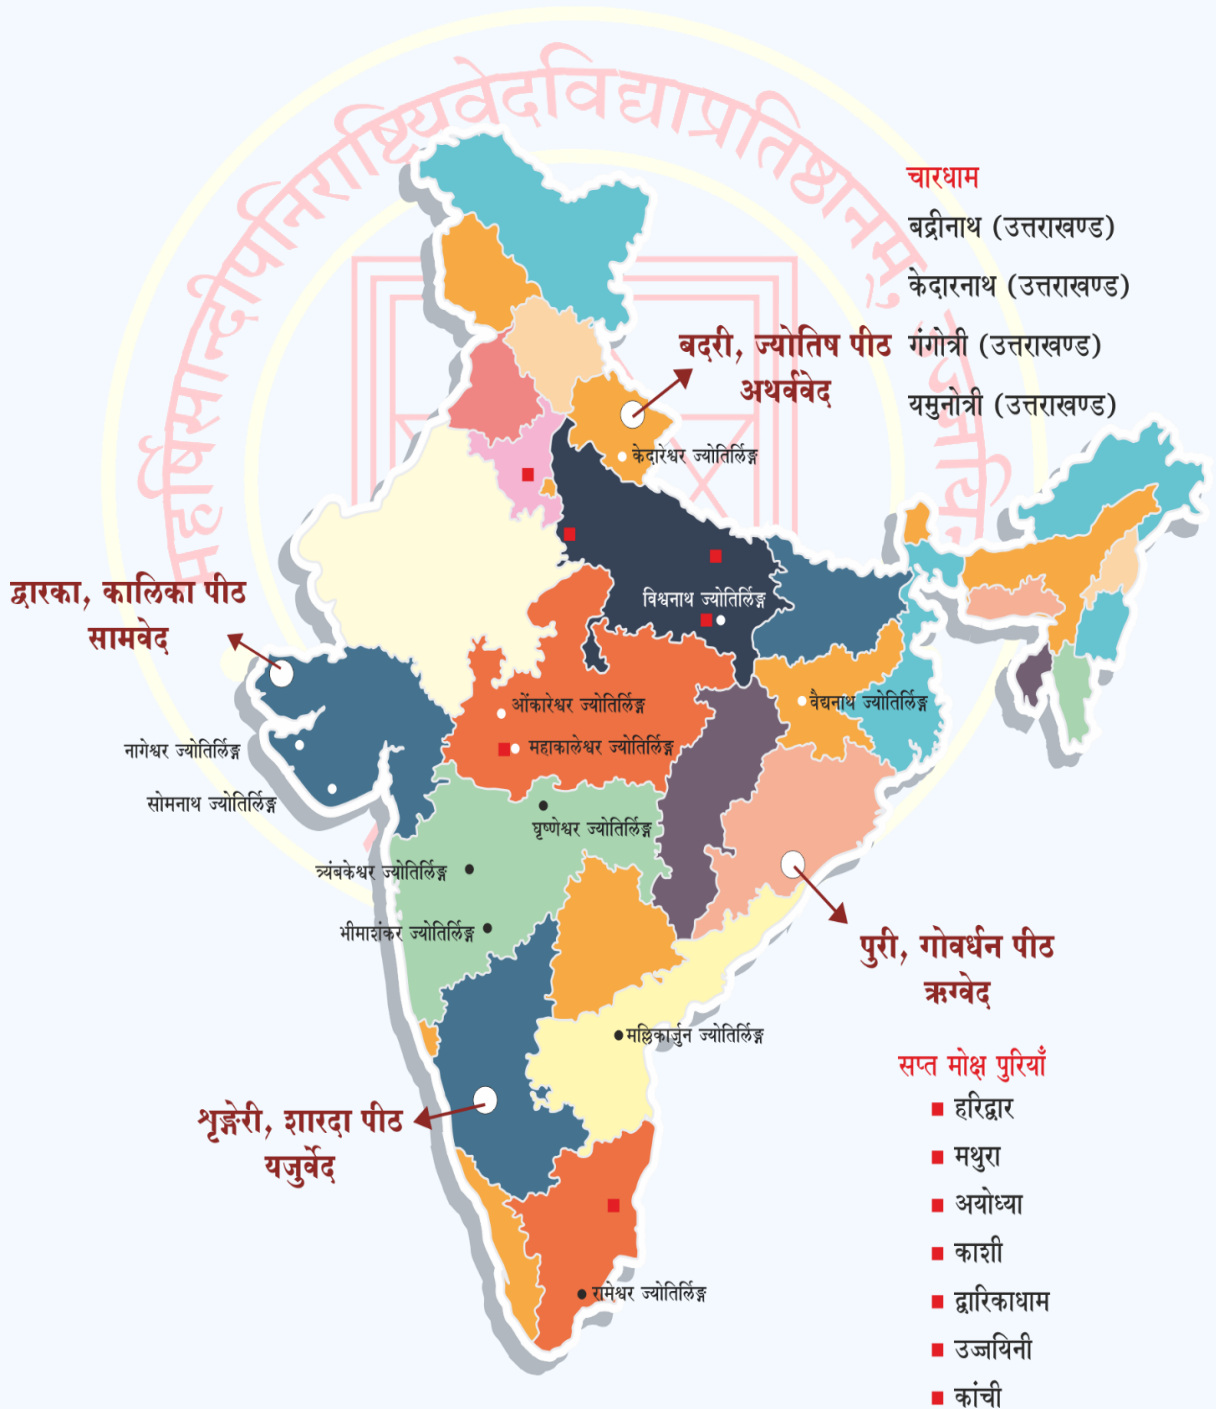 महर्षिसान्दीपनिराष्ट्रियवेदविद्याप्रतिष्ठानम्,
चारधाम
बद्रीनाथ (उत्तराखण्ड)
केदारनाथ (उत्तराखण्ड)
गंगोत्री (उत्तराखण्ड)
यमुनोत्री (उत्तराखण्ड)
बदरी, ज्योतिष पीठ
अथर्ववेद
केदारेश्वर ज्योतिर्लिङ्ग
द्वारका, कालिका पीठ
सामवेद
विश्वनाथ ज्योतिर्लिङ्ग
ओंकारेश्वर ज्योतिर्लिङ्ग
वैद्यनाथ ज्योतिर्लिङ्ग
महाकालेश्वर ज्योतिर्लिङ्ग
नागेश्वर ज्योतिर्लिङ्ग
सोमनाथ ज्योतिर्लिङ्ग
घृष्णेश्वर ज्योतिर्लिङ्ग
त्र्यंबकेश्वर ज्योतिर्लिङ्ग
भीमाशंकर ज्योतिर्लिङ्ग
पुरी, गोवर्धन पीठ
ऋग्वेद
मल्लिकार्जुन ज्योतिर्लिङ्ग
शृङ्गेरी, शारदा पीठ
यजुर्वेद
रामेश्वर ज्योतिर्लिङ्ग
सप्त मोक्ष पुरियाँ
हरिद्वार
मथुरा
अयोध्या
काशी
द्वारिकाधाम
उज्जयिनी
कांची